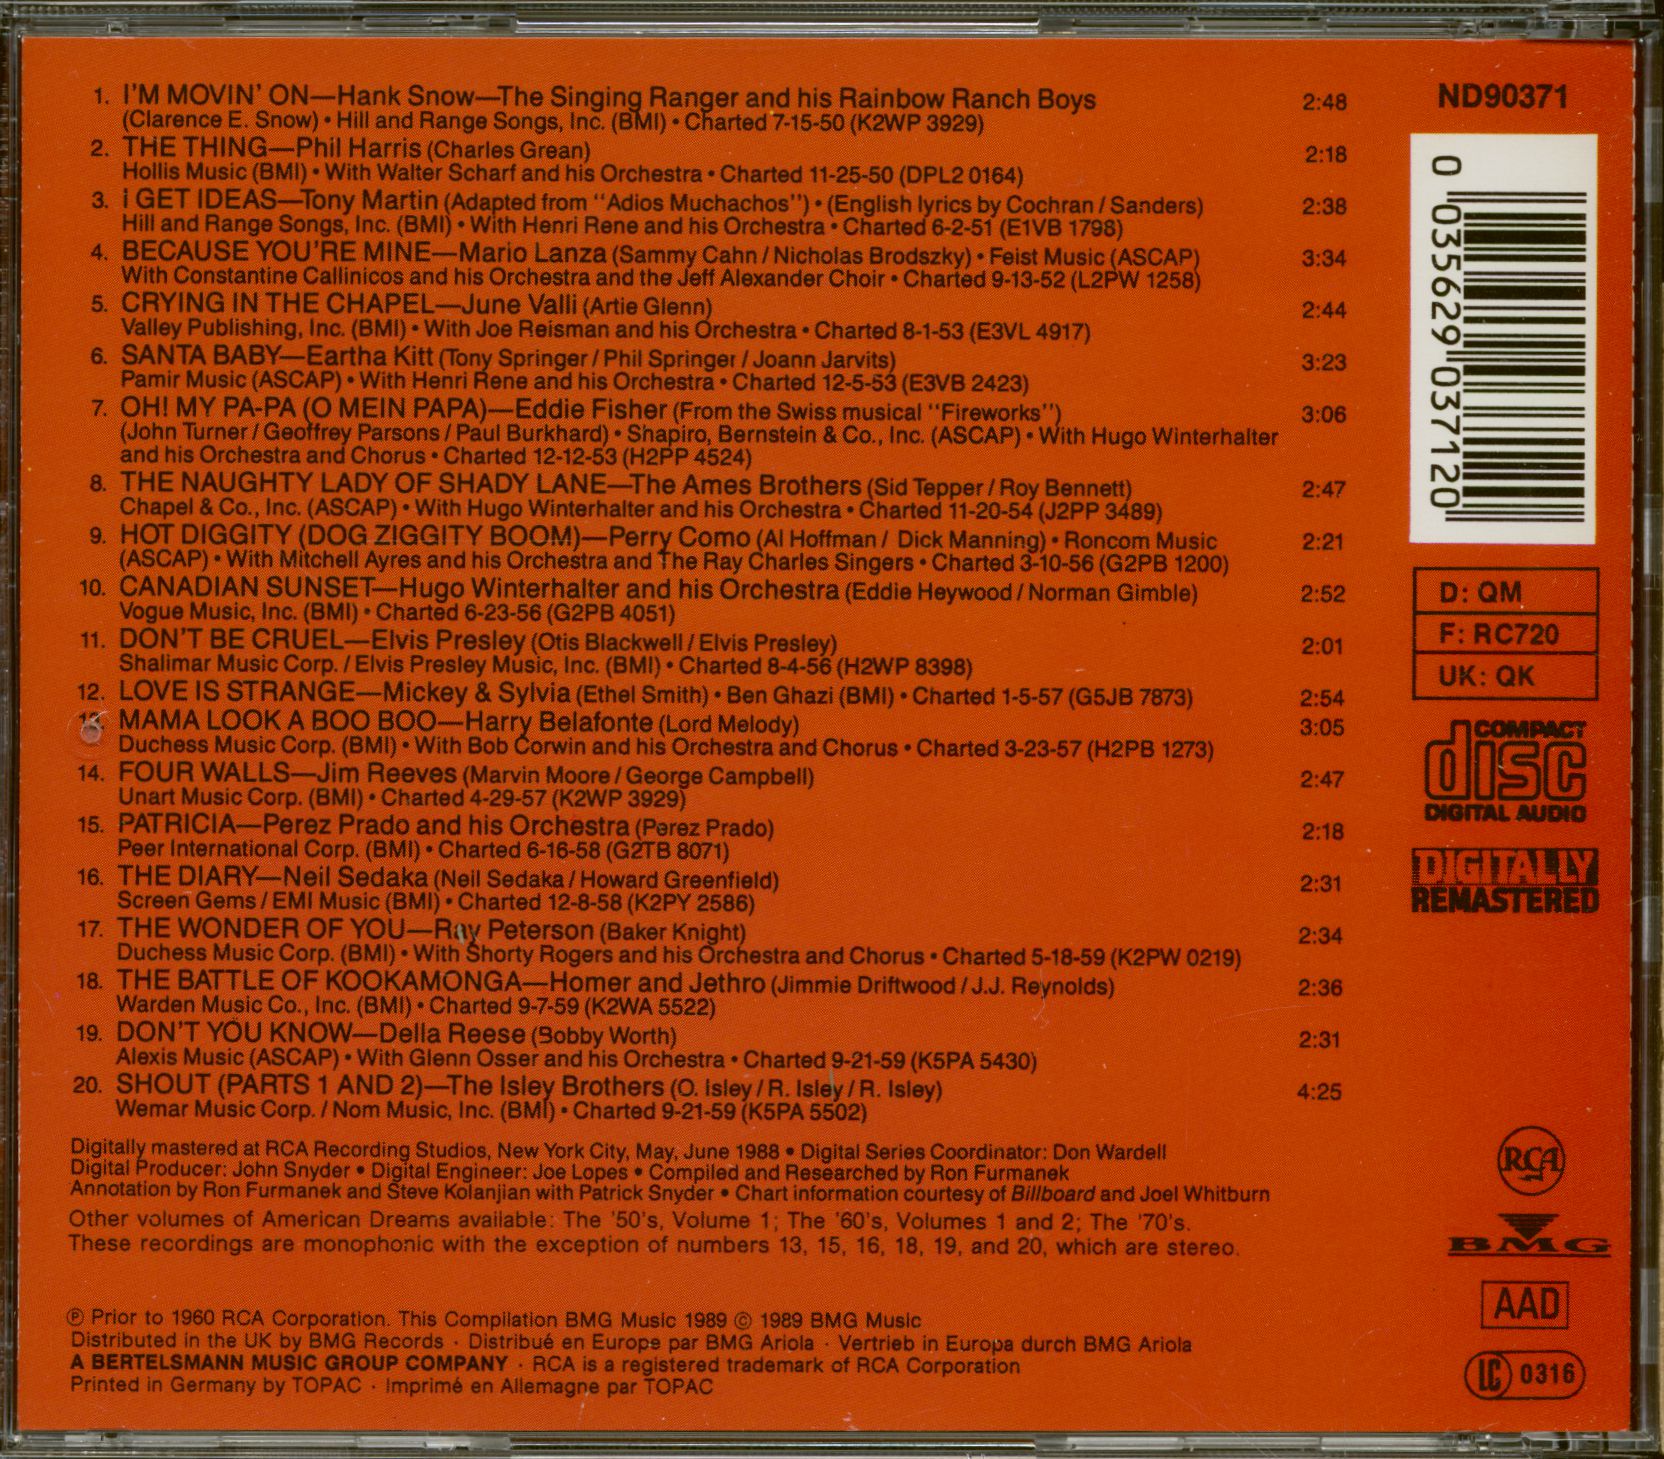 1. I'M MOVIN' ON—Hank Snow—The Singing Ranger and his Rainbow Ranch Boys 2:48
(Clarence E. Snow) • Hill and Range Songs, Inc. (BMI) • Charted 7-15-50 (K2WP 3929)
2. THE THING—Phil Harris (Charles Grean) 2:18
Hollis Music (BMI) • With Walter Scharf and his Orchestra • Charted 11-25-50 (DPL2 0164)
3. I GET IDEAS—Tony Martin (Adapted from "Adios Muchachos") • (English lyrics by Cochran / Sanders) 2:38
Hill and Range Songs, Inc. (BMI) • With Henri Rene and his Orchestra • Charted 6-2-51 (E1VB 1798)
4. BECAUSE YOU'RE MINE—Mario Lanza (Sammy Cahn / Nicholas Brodszky) • Feist Music (ASCAP) 3:34
With Constantine Callinicos and his Orchestra and the Jeff Alexander Choir • Charted 9-13-52 (L2PW 1258)
5. CRYING IN THE CHAPEL—June Valli (Artie Glenn) 2:44
Valley Publishing, Inc. (BMI) • With Joe Reisman and his Orchestra • Charted 8-1-53 (E3VL 4917)
6. SANTA BABY—Eartha Kitt (Tony Springer / Phil Springer / Joann Jarvits) 3:23
Pamir Music (ASCAP) • With Henri Rene and his Orchestra • Charted 12-5-53 (E3VB 2423)
7. OH! MY PA-PA (O MEIN PAPA)—Eddie Fisher (From the Swiss musical "Fireworks") 3:06
(John Turner / Geoffrey Parsons / Paul Burkhard) • Shapiro, Bernstein & Co., Inc. (ASCAP) • With Hugo Winterhalter
and his Orchestra and Chorus • Charted 12-12-53 (H2PP 4524)
8. THE NAUGHTY LADY OF SHADY LANE—The Ames Brothers (Sid Tepper / Roy Bennett) 2:47
Chapel & Co., Inc. (ASCAP) • With Hugo Winterhalter and his Orchestra • Charted 11-20-54 (J2PP 3489)
9. HOT DIGGITY (DOG ZIGGITY BOOM)—Perry Como (Al Hoffman / Dick Manning) • Roncom Music 2:21
(ASCAP) • With Mitchell Ayres and his Orchestra and The Ray Charles Singers • Charted 3-10-56 (G2PB 1200)
10. CANADIAN SUNSET—Hugo Winterhalter and his Orchestra (Eddie Heywood / Norman Gimble) 2:52
Vogue Music, Inc. (BMI) • Charted 6-23-56 (G2PB 4051)
11. DON'T BE CRUEL—Elvis Presley (Otis Blackwell / Elvis Presley) 2:01
Shalimar Music Corp. / Elvis Presley Music, Inc. (BMI) • Charted 8-4-56 (H2WP 8398)
12. LOVE IS STRANGE—Mickey & Sylvia (Ethel Smith) • Ben Ghazi (BMI) • Charted 1-5-57 (G5JB 7873) 2:54
13. MAMA LOOK A BOO BOO—Harry Belafonte (Lord Melody) 3:05
Duchess Music Corp. (BMI) • With Bob Corwin and his Orchestra and Chorus • Charted 3-23-57 (H2PB 1273)
14. FOUR WALLS—Jim Reeves (Marvin Moore / George Campbell) 2:47
Unart Music Corp. (BMI) • Charted 4-29-57 (K2WP 3929)
15. PATRICIA—Perez Prado and his Orchestra (Perez Prado) 2:18
Peer International Corp. (BMI) • Charted 6-16-58 (G2TB 8071)
16. THE DIARY—Neil Sedaka (Neil Sedaka / Howard Greenfield) 2:31
Screen Gems / EMI Music (BMI) • Charted 12-8-58 (K2PY 2586)
17. THE WONDER OF YOU—Ray Peterson (Baker Knight) 2:34
Duchess Music Corp. (BMI) • With Shorty Rogers and his Orchestra and Chorus • Charted 5-18-59 (K2PW 0219)
18. THE BATTLE OF KOOKAMONGA—Homer and Jethro (Jimmie Driftwood / J.J. Reynolds) 2:36
Warden Music Co., Inc. (BMI) • Charted 9-7-59 (K2WA 5522)
19. DON'T YOU KNOW—Della Reese (Bobby Worth) 2:31
Alexis Music (ASCAP) • With Glenn Osser and his Orchestra • Charted 9-21-59 (K5PA 5430)
20. SHOUT (PARTS 1 AND 2)—The Isley Brothers (O. Isley / R. Isley / R. Isley) 4:25
Wemar Music Corp. / Nom Music, Inc. (BMI) • Charted 9-21-59 (K5PA 5502)
Digitally mastered at RCA Recording Studios, New York City, May, June 1988 • Digital Series Coordinator: Don Wardell
Digital Producer: John Snyder • Digital Engineer: Joe Lopes • Compiled and Researched by Ron Furmanek
Annotation by Ron Furmanek and Steve Kolanjian with Patrick Snyder • Chart information courtesy of Billboard and Joel Whitburn
Other volumes of American Dreams available: The '50's, Volume 1; The '60's, Volumes 1 and 2; The '70's.
These recordings are monophonic with the exception of numbers 13, 15, 16, 18, 19, and 20, which are stereo.
℗ Prior to 1960 RCA Corporation. This Compilation BMG Music 1989 © 1989 BMG Music
Distributed in the UK by BMG Records · Distribué en Europe par BMG Ariola · Vertrieb in Europa durch BMG Ariola
A BERTELSMANN MUSIC GROUP COMPANY · RCA is a registered trademark of RCA Corporation
Printed in Germany by TOPAC · Imprimé en Allemagne par TOPAC
ND90371
0 035629 037120
D: QM
F: RC720
UK: QK
COMPACT
disc
DIGITAL AUDIO
DIGITALLY
REMASTERED
RCA
BMG
AAD
LC 0316